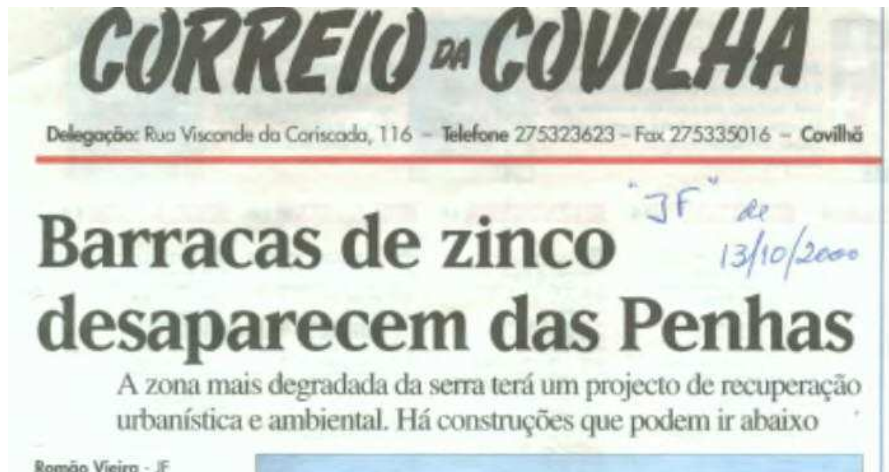 CORREIO DA COVILHÃ
Delegação: Rua Visconde da Coriscada, 116 – Telefone 275323623 – Fax 275335016 – Covilhã
"JF" de
13/10/2000
Barracas de zinco
desaparecem das Penhas
A zona mais degradada da serra terá um projecto de recuperação
urbanística e ambiental. Há construções que podem ir abaixo
Romão Vieira - JF